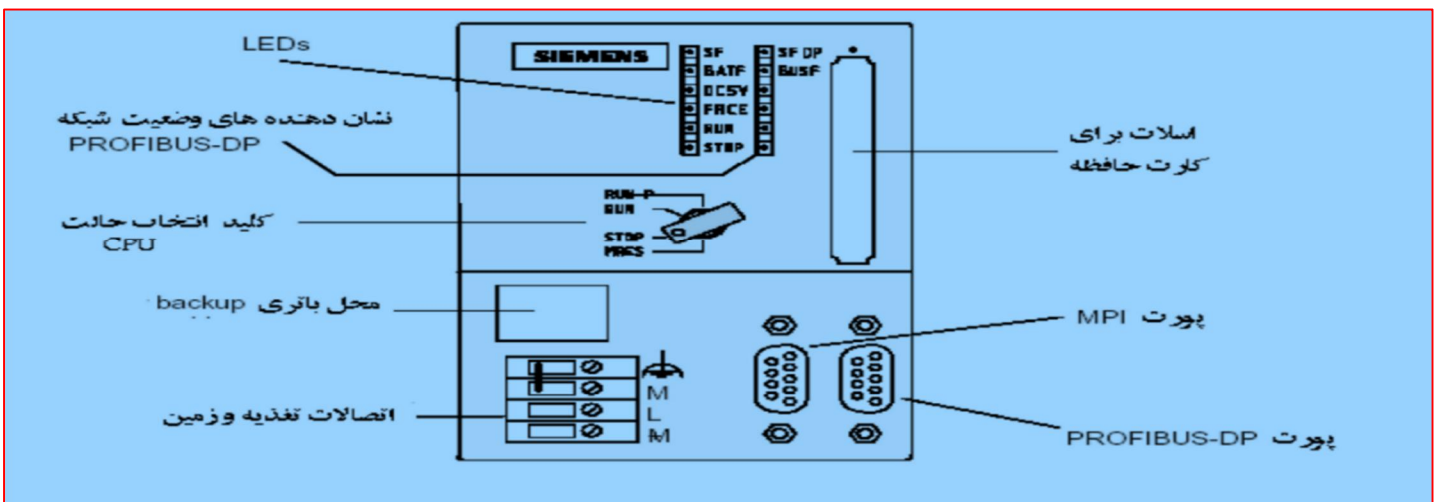 LEDs
نشان دهنده های وضعیت شبکه
PROFIBUS-DP
کلید انتخاب حالت
CPU
محل باتری backup
اتصالات تغذیه و زمین
SIEMENS
SF
BATF
DC5V
FRCE
RUN
STOP
SF DP
BUSF
RUN-P
RUN
STOP
MRES
M
L
M
اسلات برای
کارت حافظه
پورت MPI
پورت PROFIBUS-DP